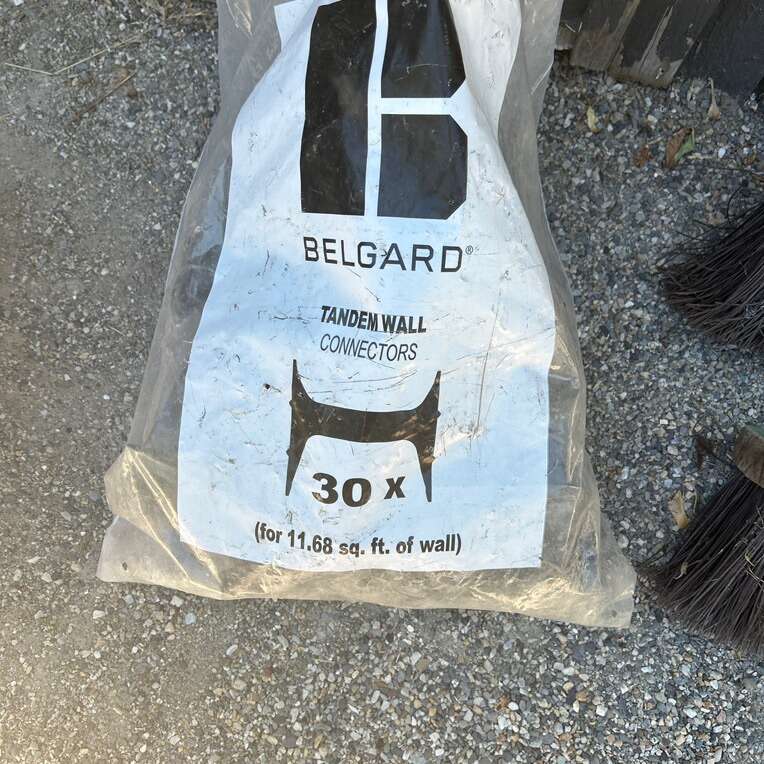 BELGARD®
TANDEM WALL
CONNECTORS
30 x
(for 11.68 sq. ft. of wall)